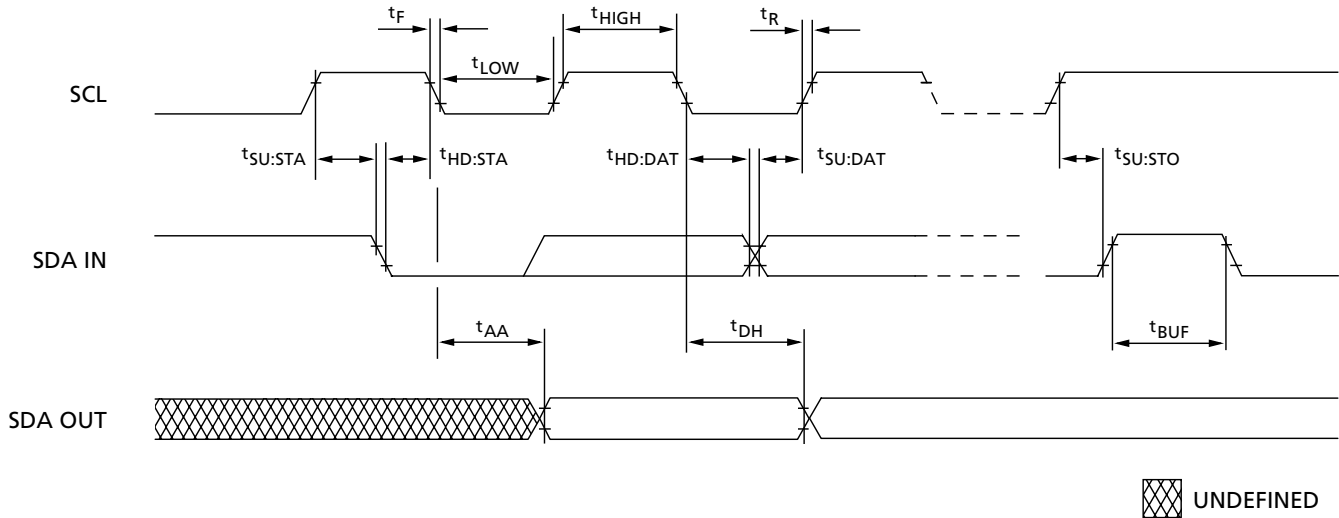 tF
tHIGH
tR
tLOW
SCL
tSU:STA
tHD:STA
tHD:DAT
tSU:DAT
tSU:STO
SDA IN
tAA
tDH
tBUF
SDA OUT
UNDEFINED